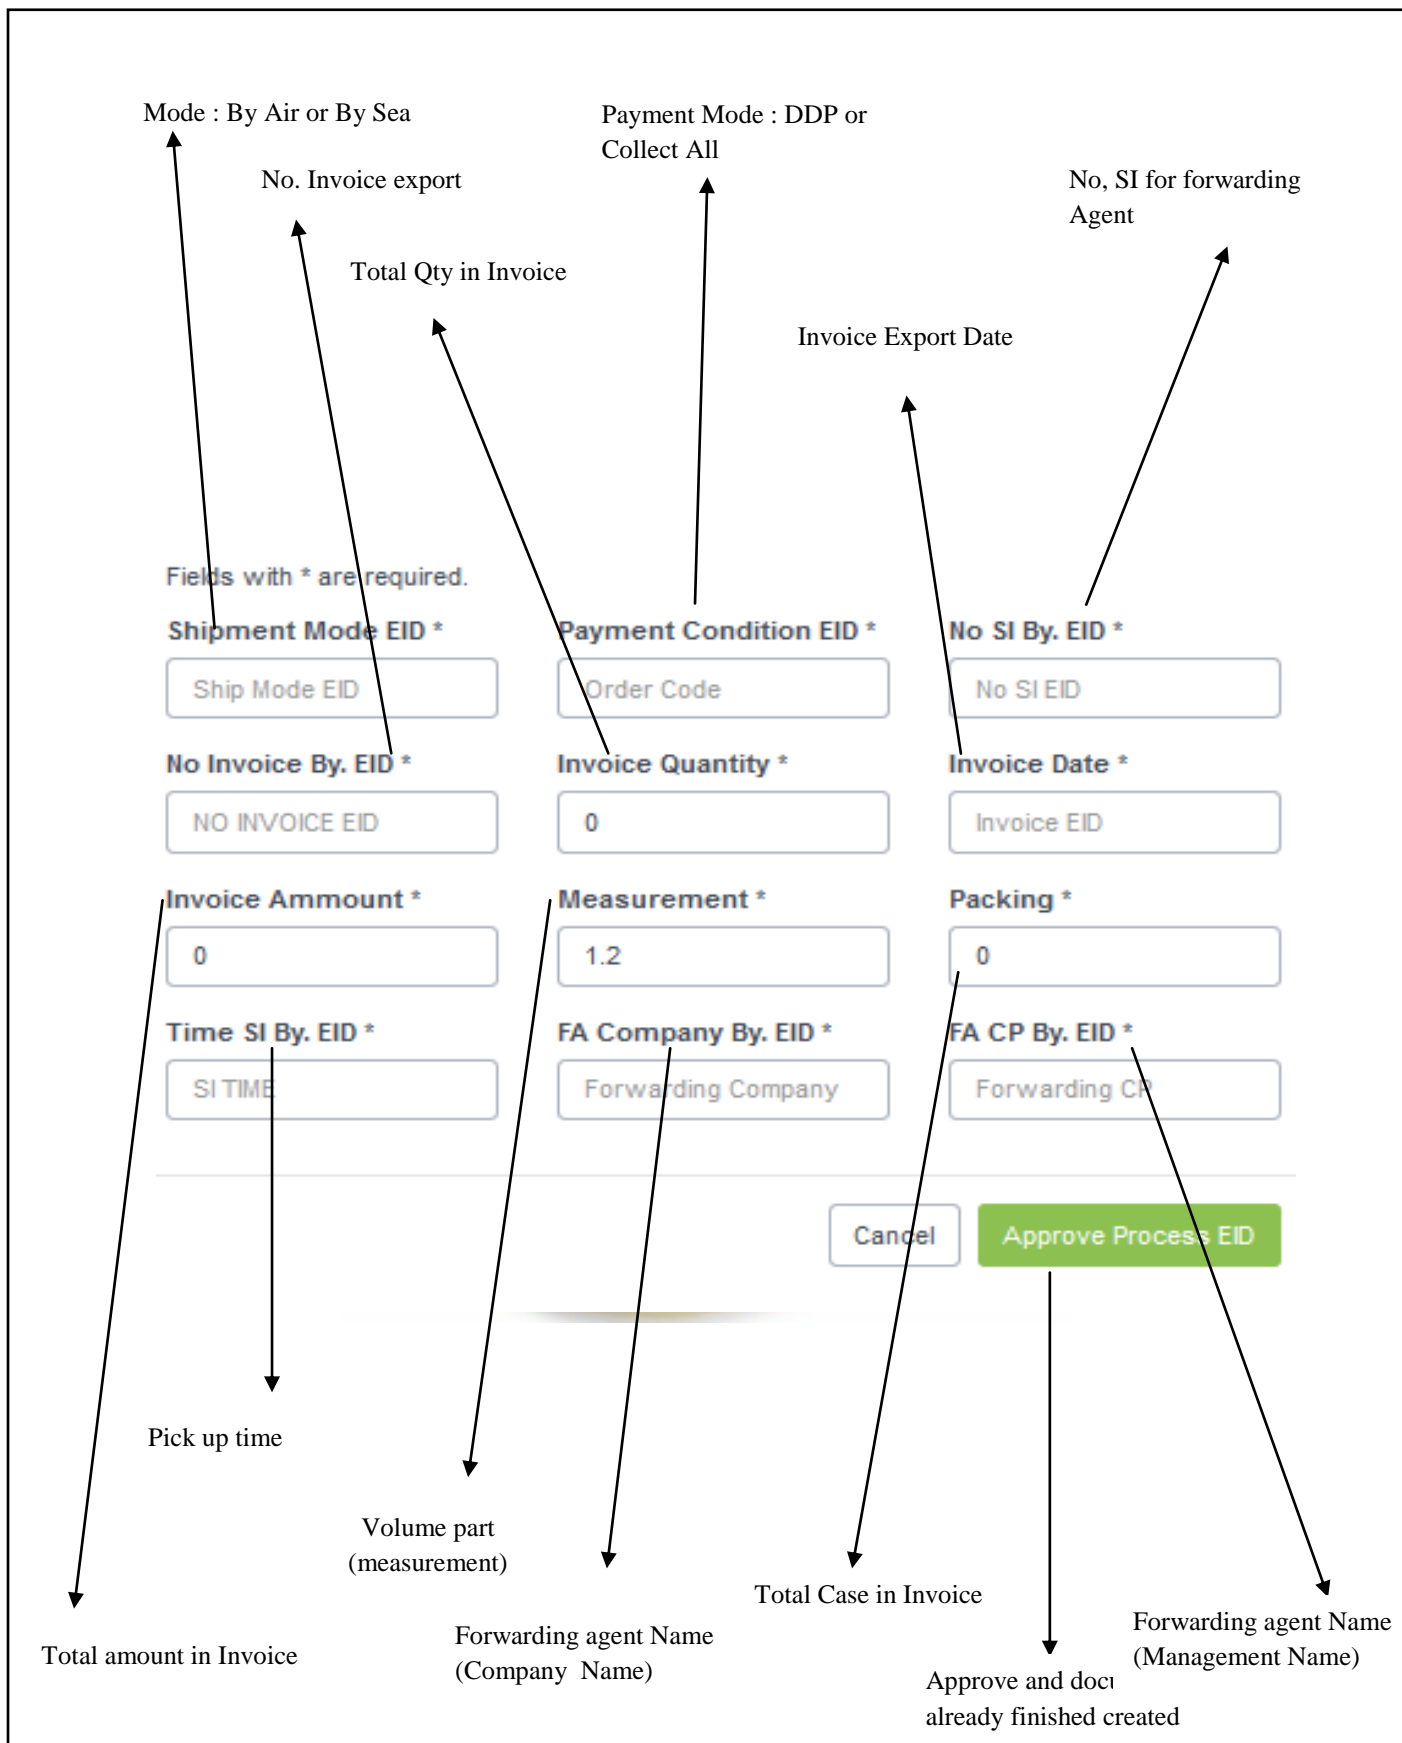 Mode : By Air or By Sea
Payment Mode : DDP or
Collect All
No. Invoice export
No, SI for forwarding
Agent
Total Qty in Invoice
Invoice Export Date
Fields with * are required.
Shipment Mode EID *
Payment Condition EID *
No SI By. EID *
Ship Mode EID
Order Code
No SI EID
No Invoice By. EID *
Invoice Quantity *
Invoice Date *
NO INVOICE EID
0
Invoice EID
Invoice Ammount *
Measurement *
Packing *
0
1.2
0
Time SI By. EID *
FA Company By. EID *
FA CP By. EID *
SI TIME
Forwarding Company
Forwarding CP
Cancel
Approve Process EID
Pick up time
Volume part
(measurement)
Total Case in Invoice
Forwarding agent Name
(Management Name)
Forwarding agent Name
(Company Name)
Total amount in Invoice
Approve and docu
already finished created